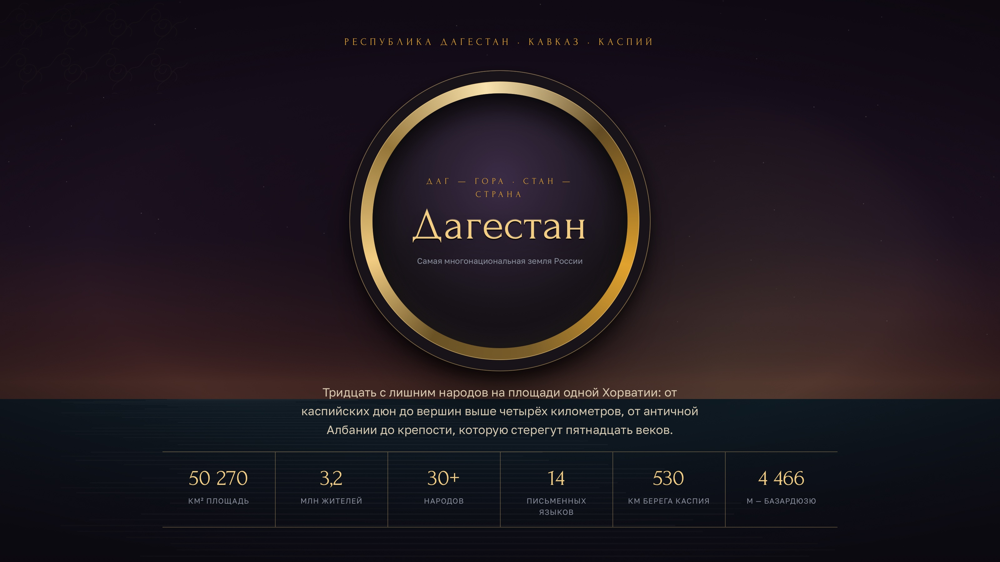 РЕСПУБЛИКА ДАГЕСТАН · КАВКАЗ · КАСПИЙ
ДАГ — ГОРА · СТАН —
СТРАНА
Дагестан
Самая многонациональная земля России
Тридцать с лишним народов на площади одной Хорватии: от
каспийских дюн до вершин выше четырёх километров, от античной
Албании до крепости, которую стерегут пятнадцать веков.
50 270
КМ² ПЛОЩАДЬ
3,2
МЛН ЖИТЕЛЕЙ
30+
НАРОДОВ
14
ПИСЬМЕННЫХ
ЯЗЫКОВ
530
КМ БЕРЕГА КАСПИЯ
4 466
М — БАЗАРДЮЗЮ